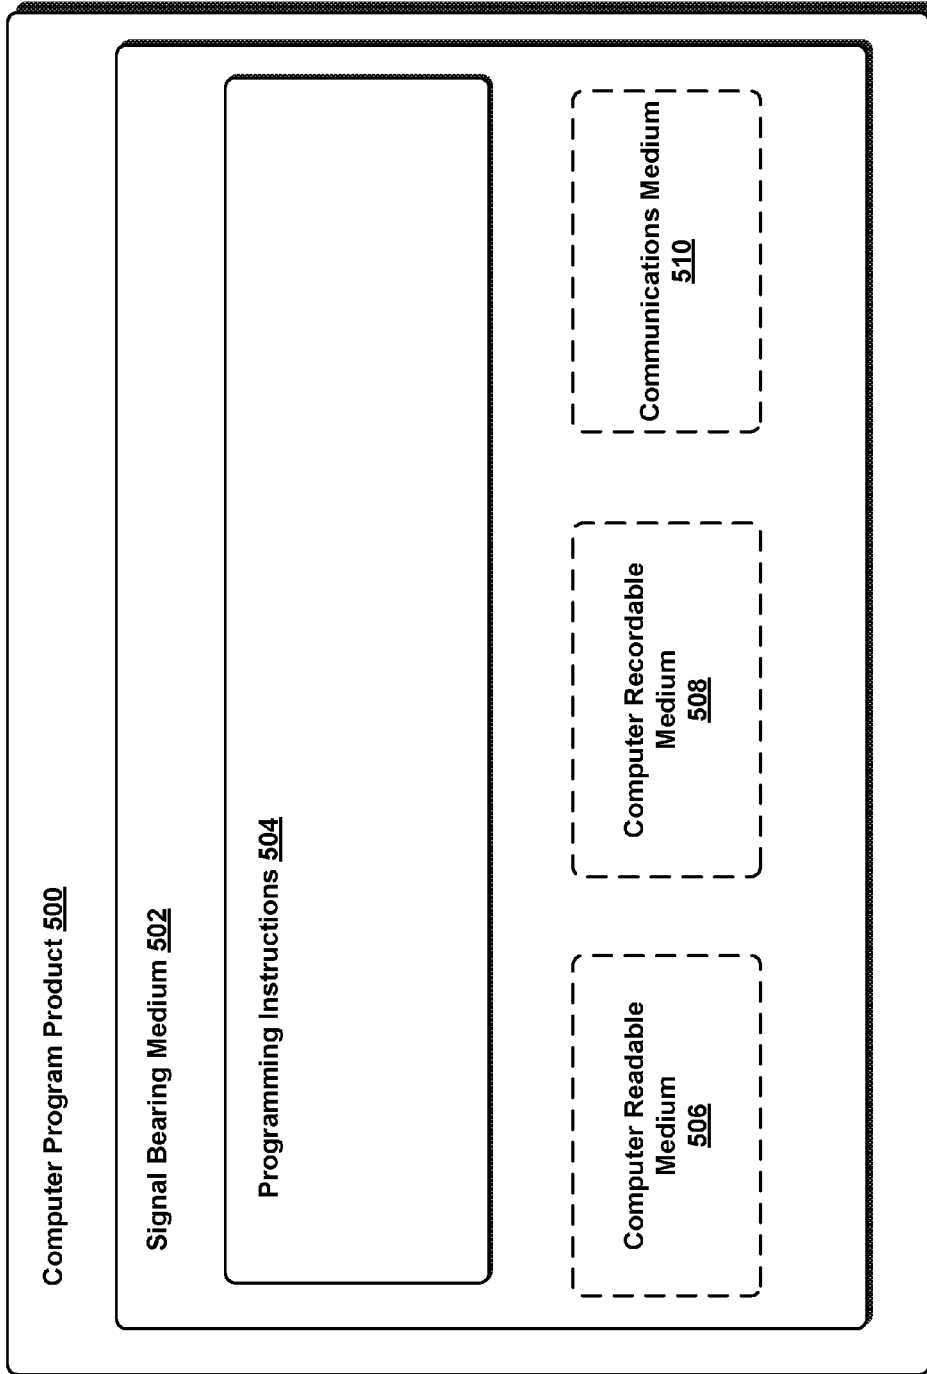 Computer Program Product 500
Signal Bearing Medium 502
Programming Instructions 504
Computer Readable
Medium
506
Computer Recordable
Medium
508
Communications Medium
510